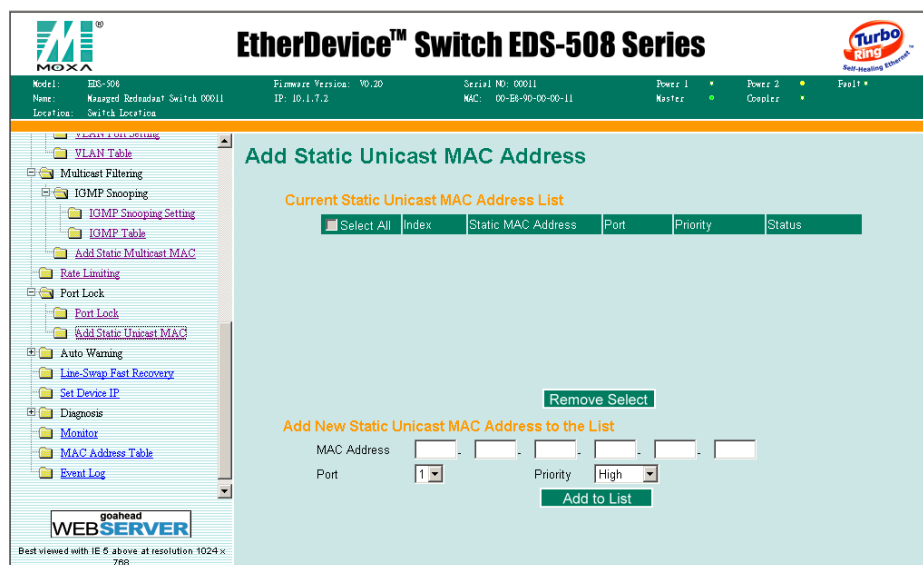 MOXA ®
EtherDevice™ Switch EDS-508 Series
Turbo Ring
Self-Healing Ethernet ™
Model: EDS-508 Firmware Version: V0.20 Serial NO: 00011 Power 1 Power 2 Fault
Name: Managed Redundant Switch 00011 IP: 10.1.7.2 MAC: 00-E8-90-00-00-11 Master Coupler
Location: Switch Location
VLAN Port Setting
VLAN Table
Multicast Filtering
IGMP Snooping
IGMP Snooping Setting
IGMP Table
Add Static Multicast MAC
Rate Limiting
Port Lock
Port Lock
Add Static Unicast MAC
Auto Warning
Line-Swap Fast Recovery
Set Device IP
Diagnosis
Monitor
MAC Address Table
Event Log
goahead
WEBSERVER
Best viewed with IE 5 above at resolution 1024 x
768
Add Static Unicast MAC Address
Current Static Unicast MAC Address List
Select All Index Static MAC Address Port Priority Status
Remove Select
Add New Static Unicast MAC Address to the List
MAC Address - - - - -
Port 1 Priority High
Add to List